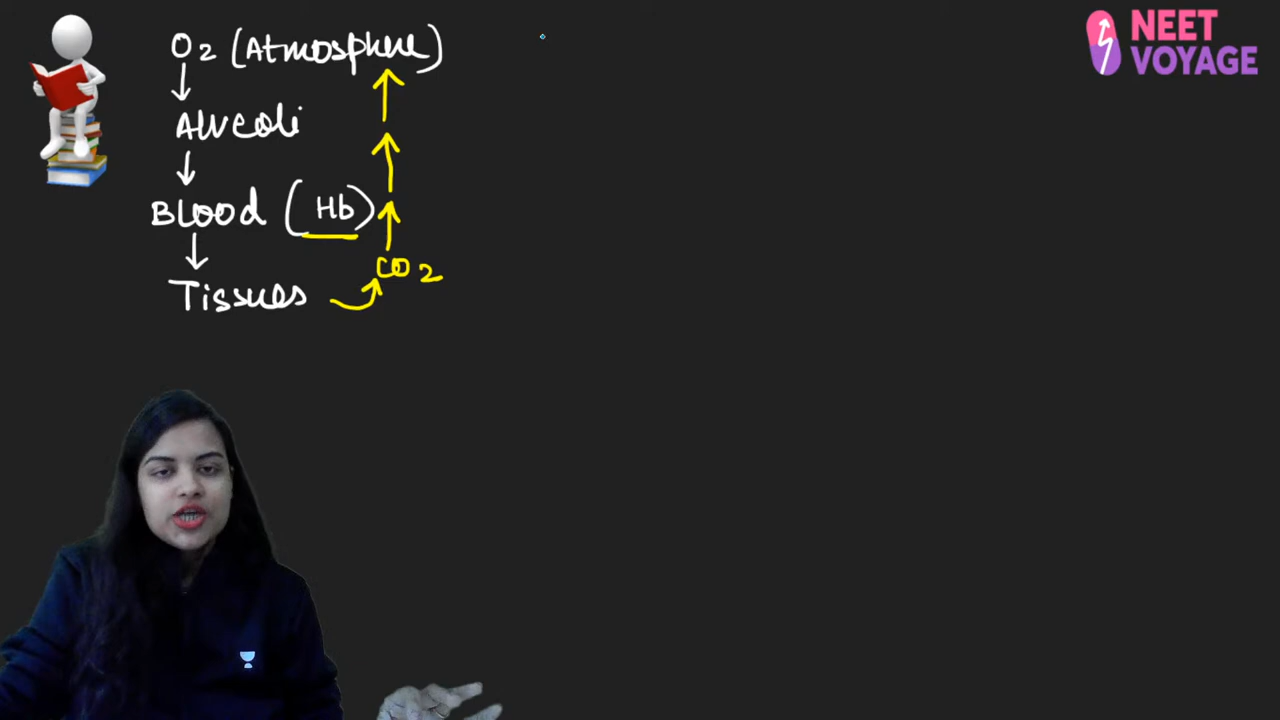 O2 (Atmosphere)
Alveoli
Blood (Hb)
CO2
Tissues
NEET
VOYAGE